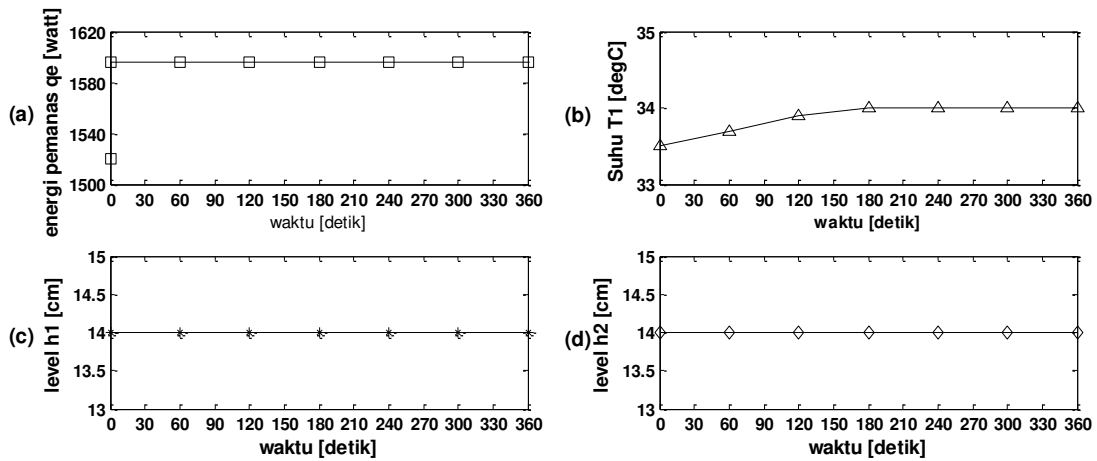 (a)
energi pemanas qe [watt]
1620
1580
1540
1500
0 30 60 90 120 150 180 210 240 270 300 330 360
waktu [detik]
(b)
Suhu T1 [degC]
35
34
33
0 30 60 90 120 150 180 210 240 270 300 330 360
waktu [detik]
(c)
level h1 [cm]
15
14.5
14
13.5
13
0 30 60 90 120 150 180 210 240 270 300 330 360
waktu [detik]
(d)
level h2 [cm]
15
14.5
14
13.5
13
0 30 60 90 120 150 180 210 240 270 300 330 360
waktu [detik]